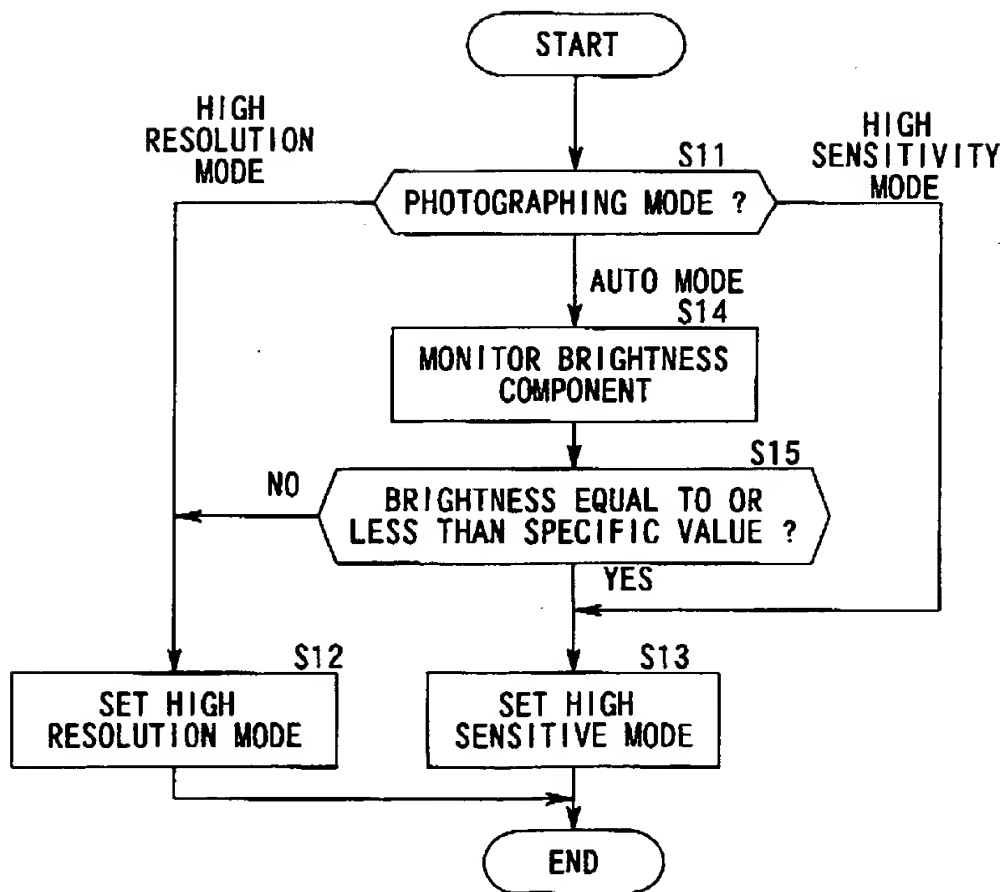 START
HIGH
RESOLUTION
MODE
HIGH
SENSITIVITY
MODE
S11
PHOTOGRAPHING MODE ?
AUTO MODE
S14
MONITOR BRIGHTNESS
COMPONENT
S15
NO
BRIGHTNESS EQUAL TO OR
LESS THAN SPECIFIC VALUE ?
YES
S12
SET HIGH
RESOLUTION MODE
S13
SET HIGH
SENSITIVE MODE
END